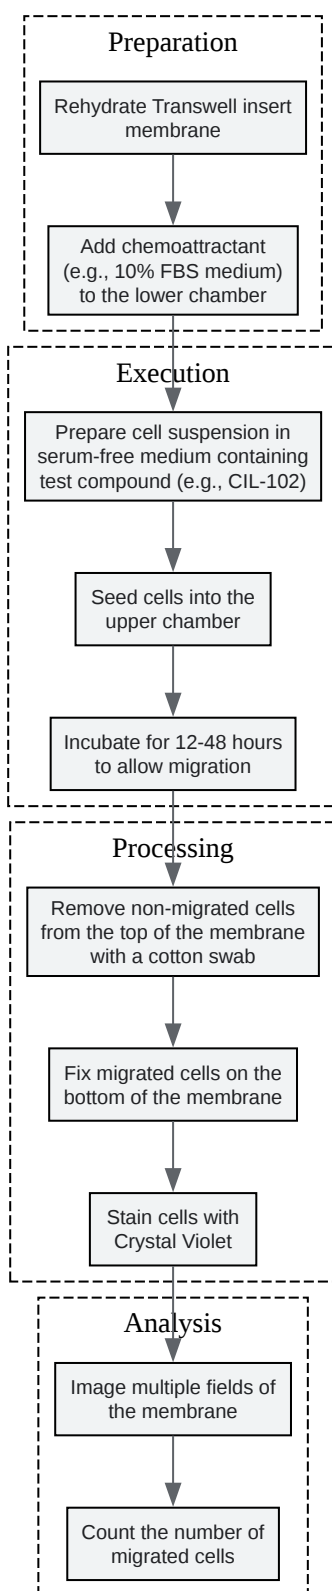 Preparation
Rehydrate Transwell insert
membrane
Add chemoattractant
(e.g., 10% FBS medium)
to the lower chamber
Execution
Prepare cell suspension in
serum-free medium containing
test compound (e.g., CIL-102)
Seed cells into the
upper chamber
Incubate for 12-48 hours
to allow migration
Processing
Remove non-migrated cells
from the top of the membrane
with a cotton swab
Fix migrated cells on the
bottom of the membrane
Stain cells with
Crystal Violet
Analysis
Image multiple fields of
the membrane
Count the number of
migrated cells